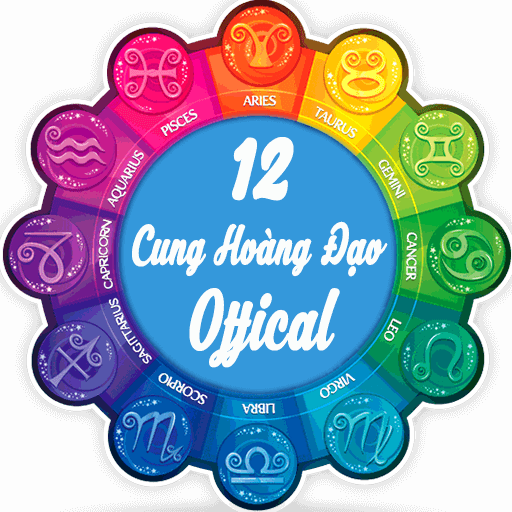 12
Cung Hoàng Đạo
Offical
ARIES
TAURUS
GEMINI
CANCER
LEO
VIRGO
LIBRA
SCORPIO
SAGITTARIUS
CAPRICORN
AQUARIUS
PISCES